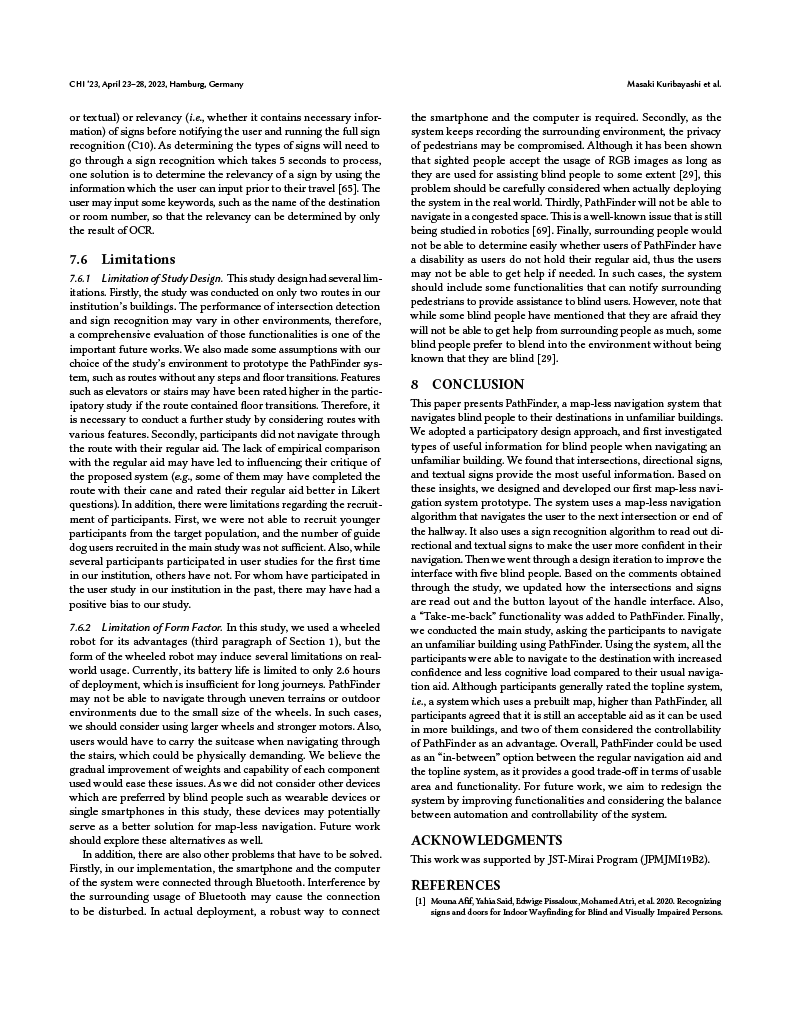 CHI '23, April 23–28, 2023, Hamburg, Germany
Masaki Kuribayashi et al.
or textual) or relevancy (i.e., whether it contains necessary infor-
mation) of signs before notifying the user and running the full sign
recognition (C10). As determining the types of signs will need to
go through a sign recognition which takes 5 seconds to process,
one solution is to determine the relevancy of a sign by using the
information which the user can input prior to their travel [65]. The
user may input some keywords, such as the name of the destination
or room number, so that the relevancy can be determined by only
the result of OCR.
7.6 Limitations
7.6.1 Limitation of Study Design. This study design had several lim-
itations. Firstly, the study was conducted on only two routes in our
institution's buildings. The performance of intersection detection
and sign recognition may vary in other environments, therefore,
a comprehensive evaluation of those functionalities is one of the
important future works. We also made some assumptions with our
choice of the study's environment to prototype the PathFinder sys-
tem, such as routes without any steps and floor transitions. Features
such as elevators or stairs may have been rated higher in the partic-
ipatory study if the route contained floor transitions. Therefore, it
is necessary to conduct a further study by considering routes with
various features. Secondly, participants did not navigate through
the route with their regular aid. The lack of empirical comparison
with the regular aid may have led to influencing their critique of
the proposed system (e.g., some of them may have completed the
route with their cane and rated their regular aid better in Likert
questions). In addition, there were limitations regarding the recruit-
ment of participants. First, we were not able to recruit younger
participants from the target population, and the number of guide
dog users recruited in the main study was not sufficient. Also, while
several participants participated in user studies for the first time
in our institution, others have not. For whom have participated in
the user study in our institution in the past, there may have had a
positive bias to our study.
7.6.2 Limitation of Form Factor. In this study, we used a wheeled
robot for its advantages (third paragraph of Section 1), but the
form of the wheeled robot may induce several limitations on real-
world usage. Currently, its battery life is limited to only 2.6 hours
of deployment, which is insufficient for long journeys. PathFinder
may not be able to navigate through uneven terrains or outdoor
environments due to the small size of the wheels. In such cases,
we should consider using larger wheels and stronger motors. Also,
users would have to carry the suitcase when navigating through
the stairs, which could be physically demanding. We believe the
gradual improvement of weights and capability of each component
used would ease these issues. As we did not consider other devices
which are preferred by blind people such as wearable devices or
single smartphones in this study, these devices may potentially
serve as a better solution for map-less navigation. Future work
should explore these alternatives as well.
In addition, there are also other problems that have to be solved.
Firstly, in our implementation, the smartphone and the computer
of the system were connected through Bluetooth. Interference by
the surrounding usage of Bluetooth may cause the connection
to be disturbed. In actual deployment, a robust way to connect
the smartphone and the computer is required. Secondly, as the
system keeps recording the surrounding environment, the privacy
of pedestrians may be compromised. Although it has been shown
that sighted people accept the usage of RGB images as long as
they are used for assisting blind people to some extent [29], this
problem should be carefully considered when actually deploying
the system in the real world. Thirdly, PathFinder will not be able to
navigate in a congested space. This is a well-known issue that is still
being studied in robotics [69]. Finally, surrounding people would
not be able to determine easily whether users of PathFinder have
a disability as users do not hold their regular aid, thus the users
may not be able to get help if needed. In such cases, the system
should include some functionalities that can notify surrounding
pedestrians to provide assistance to blind users. However, note that
while some blind people have mentioned that they are afraid they
will not be able to get help from surrounding people as much, some
blind people prefer to blend into the environment without being
known that they are blind [29].
8 CONCLUSION
This paper presents PathFinder, a map-less navigation system that
navigates blind people to their destinations in unfamiliar buildings.
We adopted a participatory design approach, and first investigated
types of useful information for blind people when navigating an
unfamiliar building. We found that intersections, directional signs,
and textual signs provide the most useful information. Based on
these insights, we designed and developed our first map-less navi-
gation system prototype. The system uses a map-less navigation
algorithm that navigates the user to the next intersection or end of
the hallway. It also uses a sign recognition algorithm to read out di-
rectional and textual signs to make the user more confident in their
navigation. Then we went through a design iteration to improve the
interface with five blind people. Based on the comments obtained
through the study, we updated how the intersections and signs
are read out and the button layout of the handle interface. Also,
a “Take-me-back” functionality was added to PathFinder. Finally,
we conducted the main study, asking the participants to navigate
an unfamiliar building using PathFinder. Using the system, all the
participants were able to navigate to the destination with increased
confidence and less cognitive load compared to their usual naviga-
tion aid. Although participants generally rated the topline system,
i.e., a system which uses a prebuilt map, higher than PathFinder, all
participants agreed that it is still an acceptable aid as it can be used
in more buildings, and two of them considered the controllability
of PathFinder as an advantage. Overall, PathFinder could be used
as an “in-between” option between the regular navigation aid and
the topline system, as it provides a good trade-off in terms of usable
area and functionality. For future work, we aim to redesign the
system by improving functionalities and considering the balance
between automation and controllability of the system.
ACKNOWLEDGMENTS
This work was supported by JST-Mirai Program (JPMJMI19B2).
REFERENCES
[1] Mouna Afif, Yahia Said, Edwige Pissaloux, Mohamed Atri, et al. 2020. Recognizing
signs and doors for Indoor Wayfinding for Blind and Visually Impaired Persons.